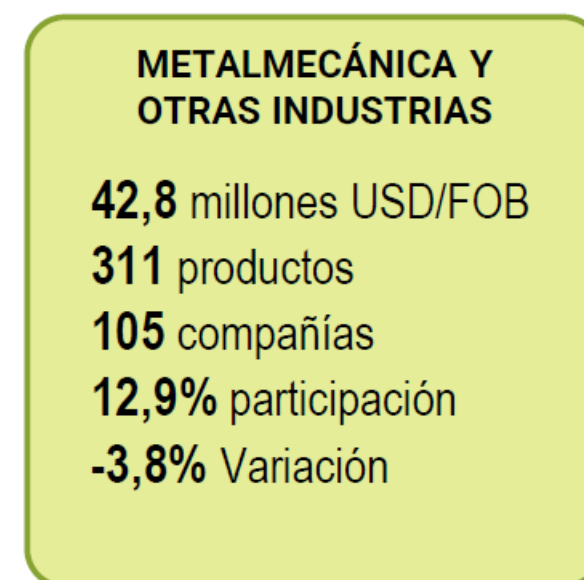 METALMECÁNICA Y
OTRAS INDUSTRIAS
42,8 millones USD/FOB
311 productos
105 compañías
12,9% participación
-3,8% Variación